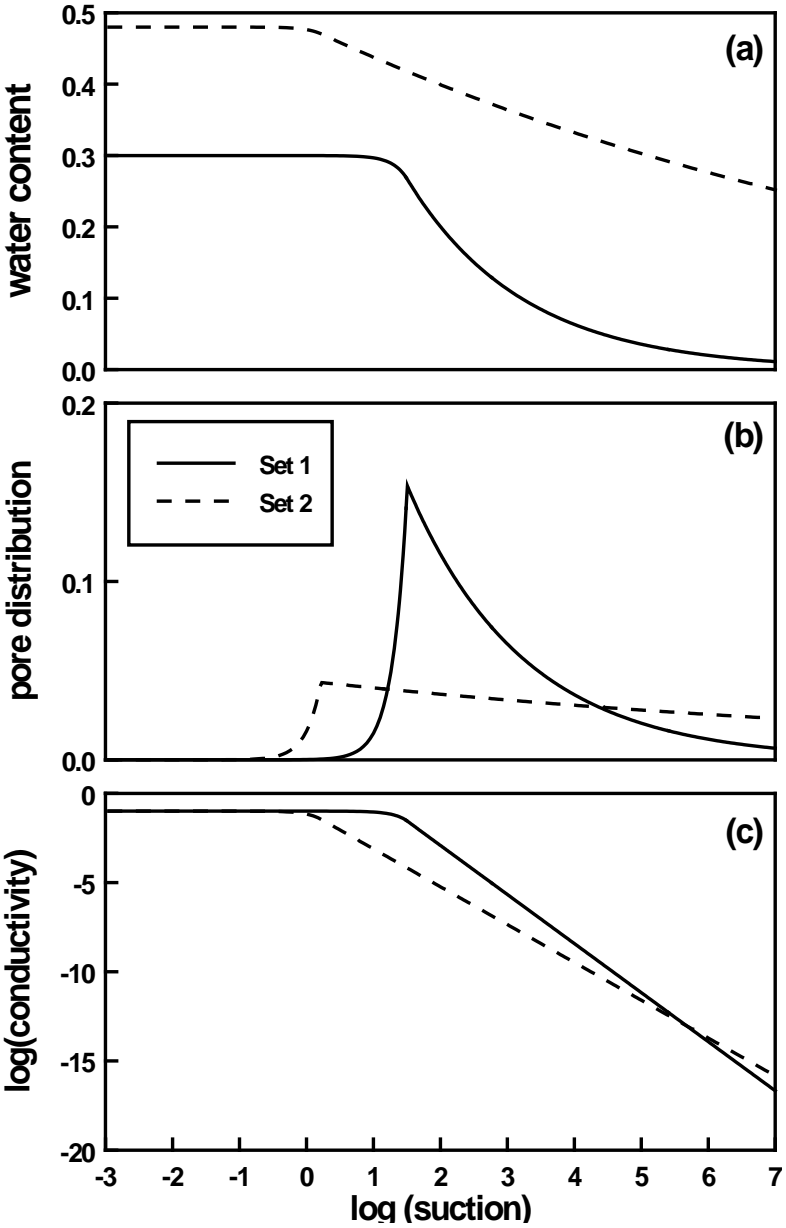 0.5
(a)
0.4
0.3
0.2
0.1
0.0
water content
0.2
(b)
Set 1
Set 2
0.1
0.0
pore distribution
0
(c)
-5
-10
-15
-20
log(conductivity)
-3 -2 -1 0 1 2 3 4 5 6 7
log (suction)